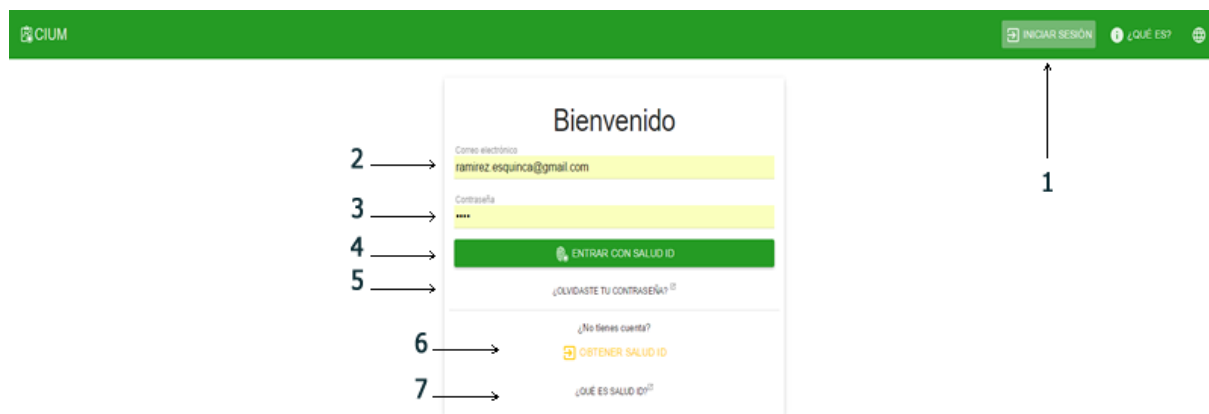 CIUM
INICIAR SESIÓN
¿QUÉ ES?
1
Bienvenido
Correo electrónico
2
ramirez.esquinca@gmail.com
Contraseña
3
••••
4
ENTRAR CON SALUD ID
5
¿OLVIDASTE TU CONTRASEÑA?
¿No tienes cuenta?
6
OBTENER SALUD ID
7
¿QUÉ ES SALUD ID?